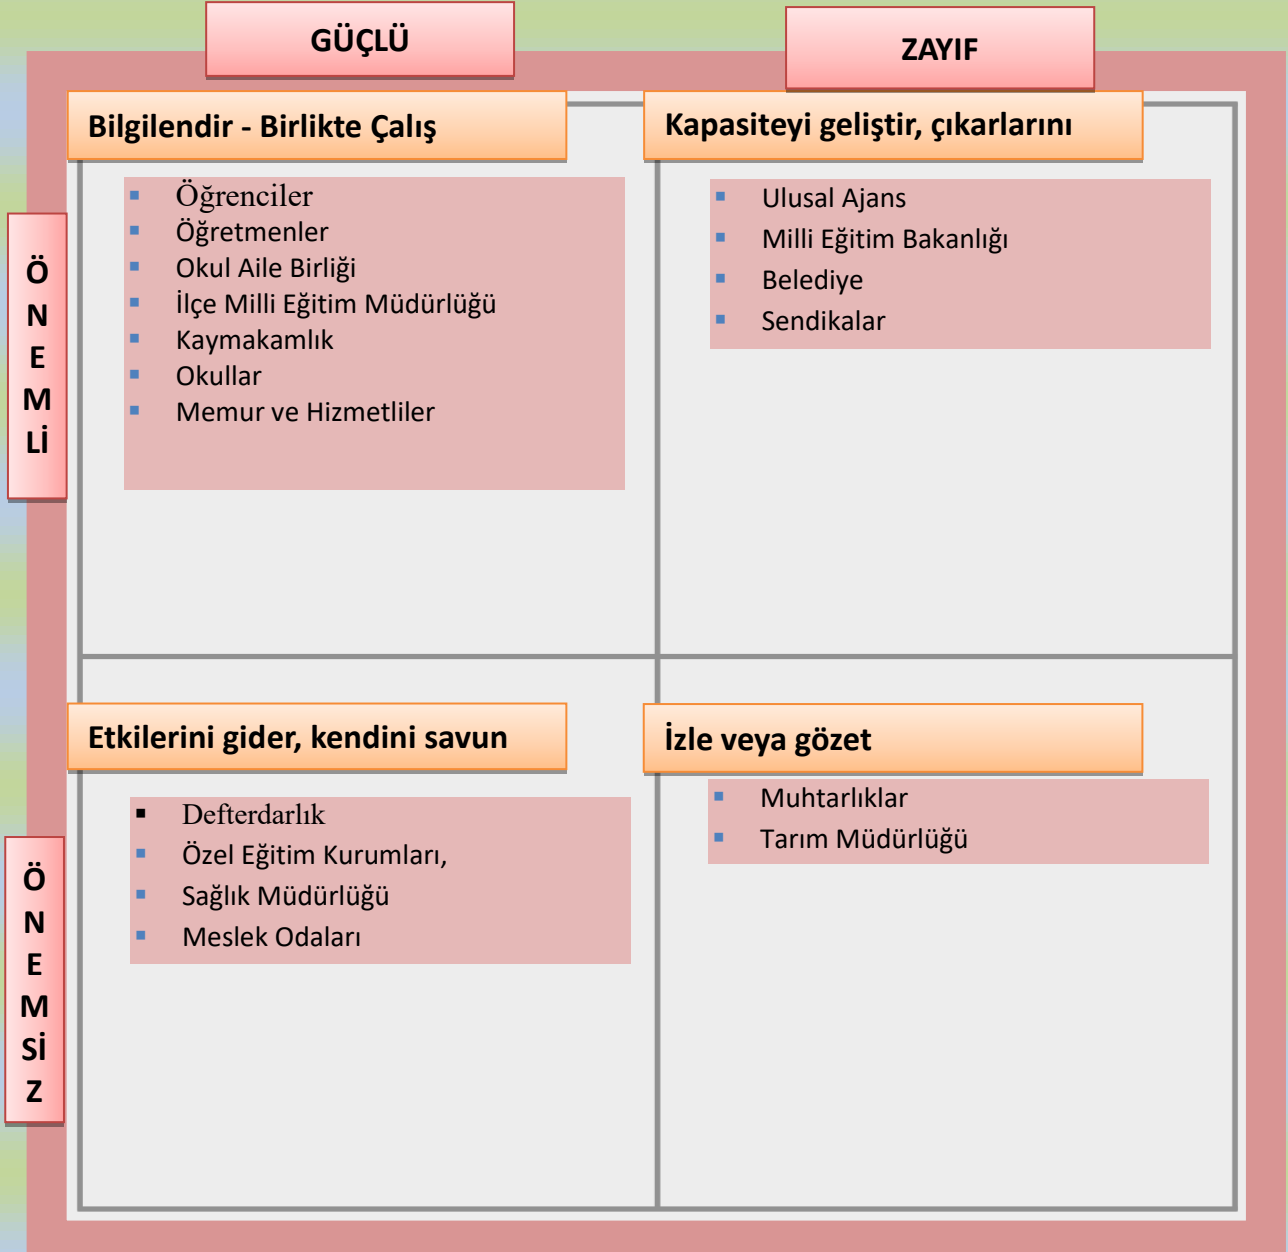 GÜÇLÜ
ZAYIF
ÖNEMLİ
Bilgilendir - Birlikte Çalış
Öğrenciler
Öğretmenler
Okul Aile Birliği
İlçe Milli Eğitim Müdürlüğü
Kaymakamlık
Okullar
Memur ve Hizmetliler
Kapasiteyi geliştir, çıkarlarını
Ulusal Ajans
Milli Eğitim Bakanlığı
Belediye
Sendikalar
ÖNEMSİZ
Etkilerini gider, kendini savun
Defterdarlık
Özel Eğitim Kurumları,
Sağlık Müdürlüğü
Meslek Odaları
İzle veya gözet
Muhtarlıklar
Tarım Müdürlüğü